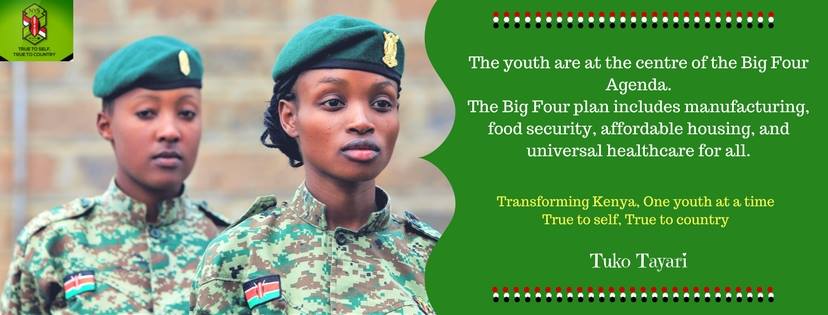 NYS
TRUE TO SELF,
TRUE TO COUNTRY
The youth are at the centre of the Big Four
Agenda.
The Big Four plan includes manufacturing,
food security, affordable housing, and
universal healthcare for all.
Transforming Kenya, One youth at a time
True to self, True to country
Tuko Tayari